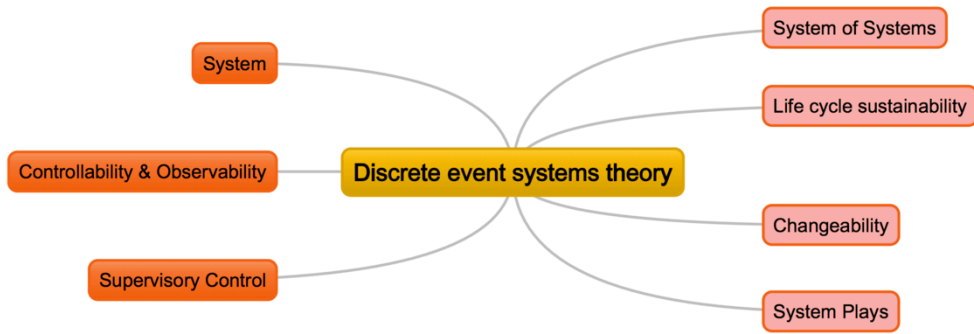 System
Controllability & Observability
Supervisory Control
Discrete event systems theory
System of Systems
Life cycle sustainability
Changeability
System Plays